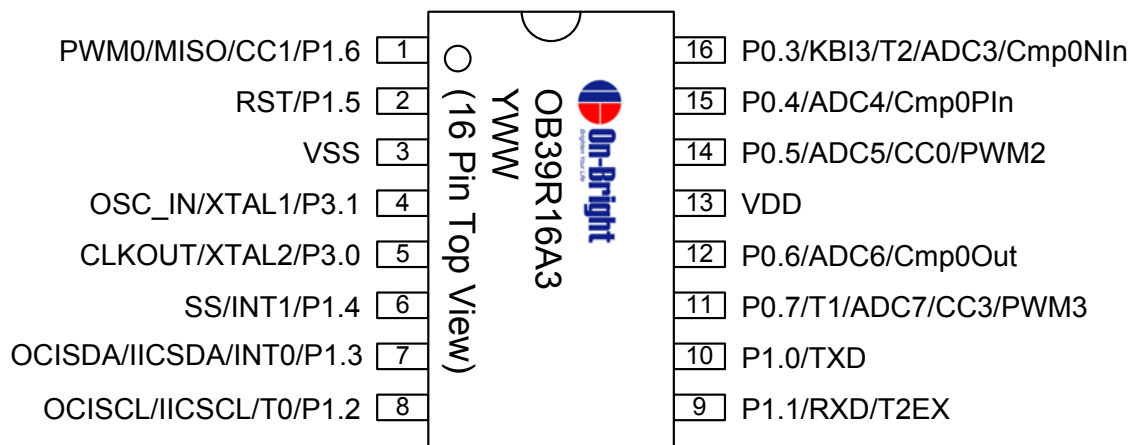 PWM0/MISO/CC1/P1.6 1
RST/P1.5 2
VSS 3
OSC_IN/XTAL1/P3.1 4
CLKOUT/XTAL2/P3.0 5
SS/INT1/P1.4 6
OCISDA/IICSDA/INT0/P1.3 7
OCISCL/IICSCL/T0/P1.2 8
On-Bright
Brighten Your Life
OB39R16A3
YWW
(16 Pin Top View)
16 P0.3/KBI3/T2/ADC3/Cmp0NIn
15 P0.4/ADC4/Cmp0PIn
14 P0.5/ADC5/CC0/PWM2
13 VDD
12 P0.6/ADC6/Cmp0Out
11 P0.7/T1/ADC7/CC3/PWM3
10 P1.0/TXD
9 P1.1/RXD/T2EX